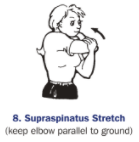 8. Supraspinatus Stretch
(keep elbow parallel to ground)